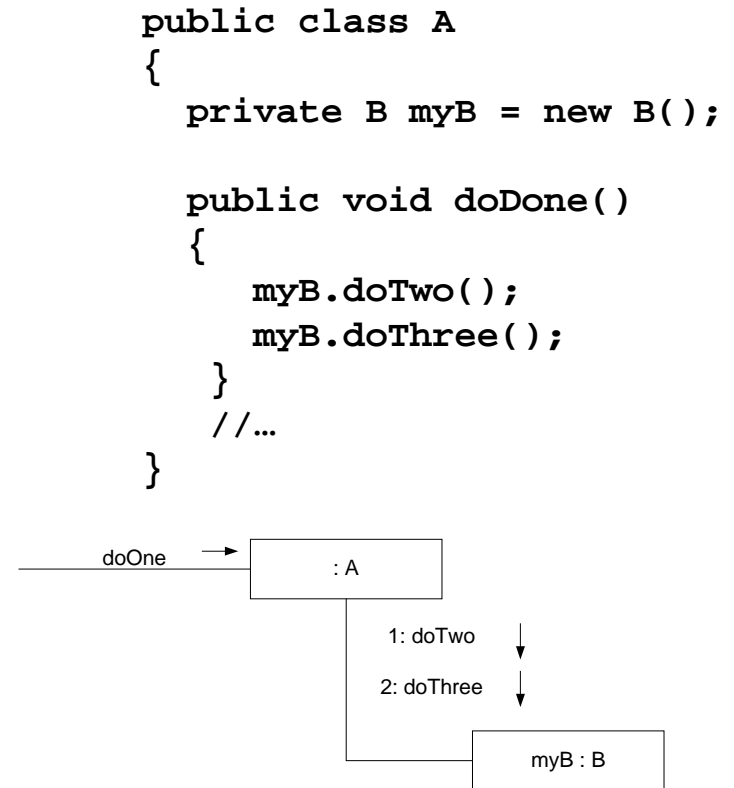 public class A
{
private B myB = new B();
public void doDone()
{
myB.doTwo();
myB.doThree();
}
//…
}
doOne
: A
1: doTwo
2: doThree
myB : B